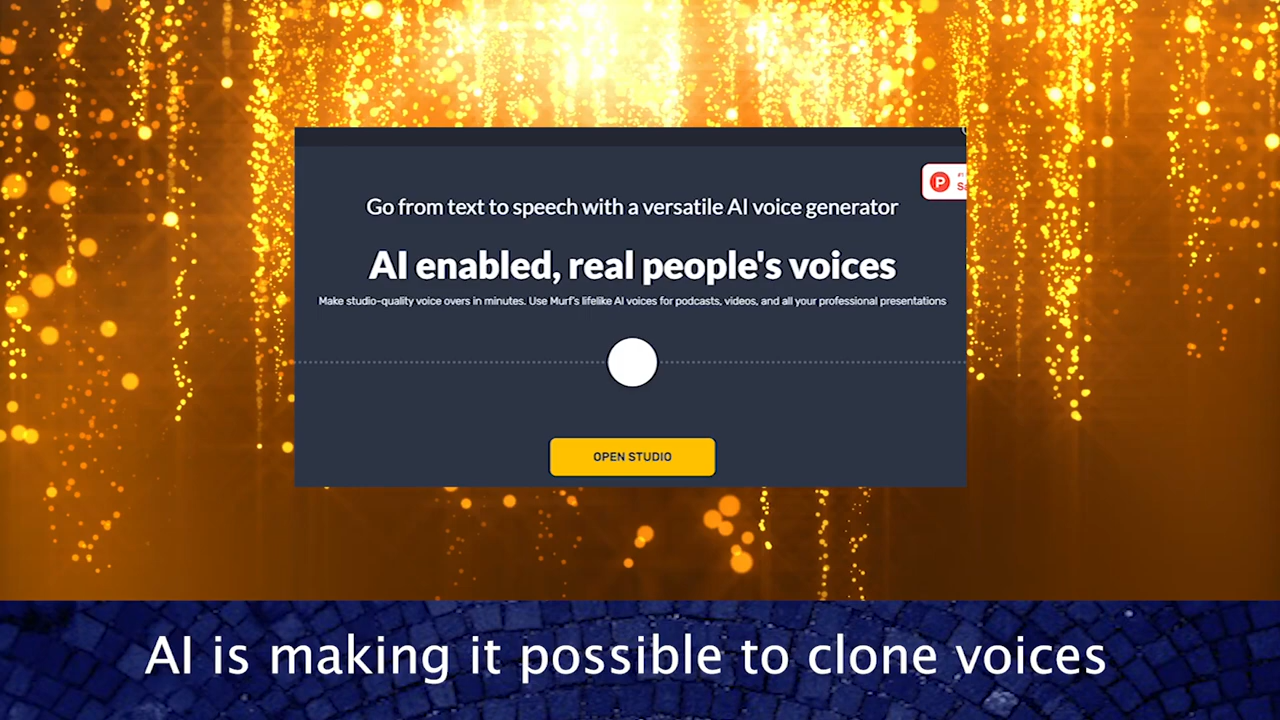 Go from text to speech with a versatile AI voice generator
AI enabled, real people's voices
Make studio-quality voice overs in minutes. Use Murf's lifelike AI voices for podcasts, videos, and all your professional presentations
P
OPEN STUDIO
AI is making it possible to clone voices